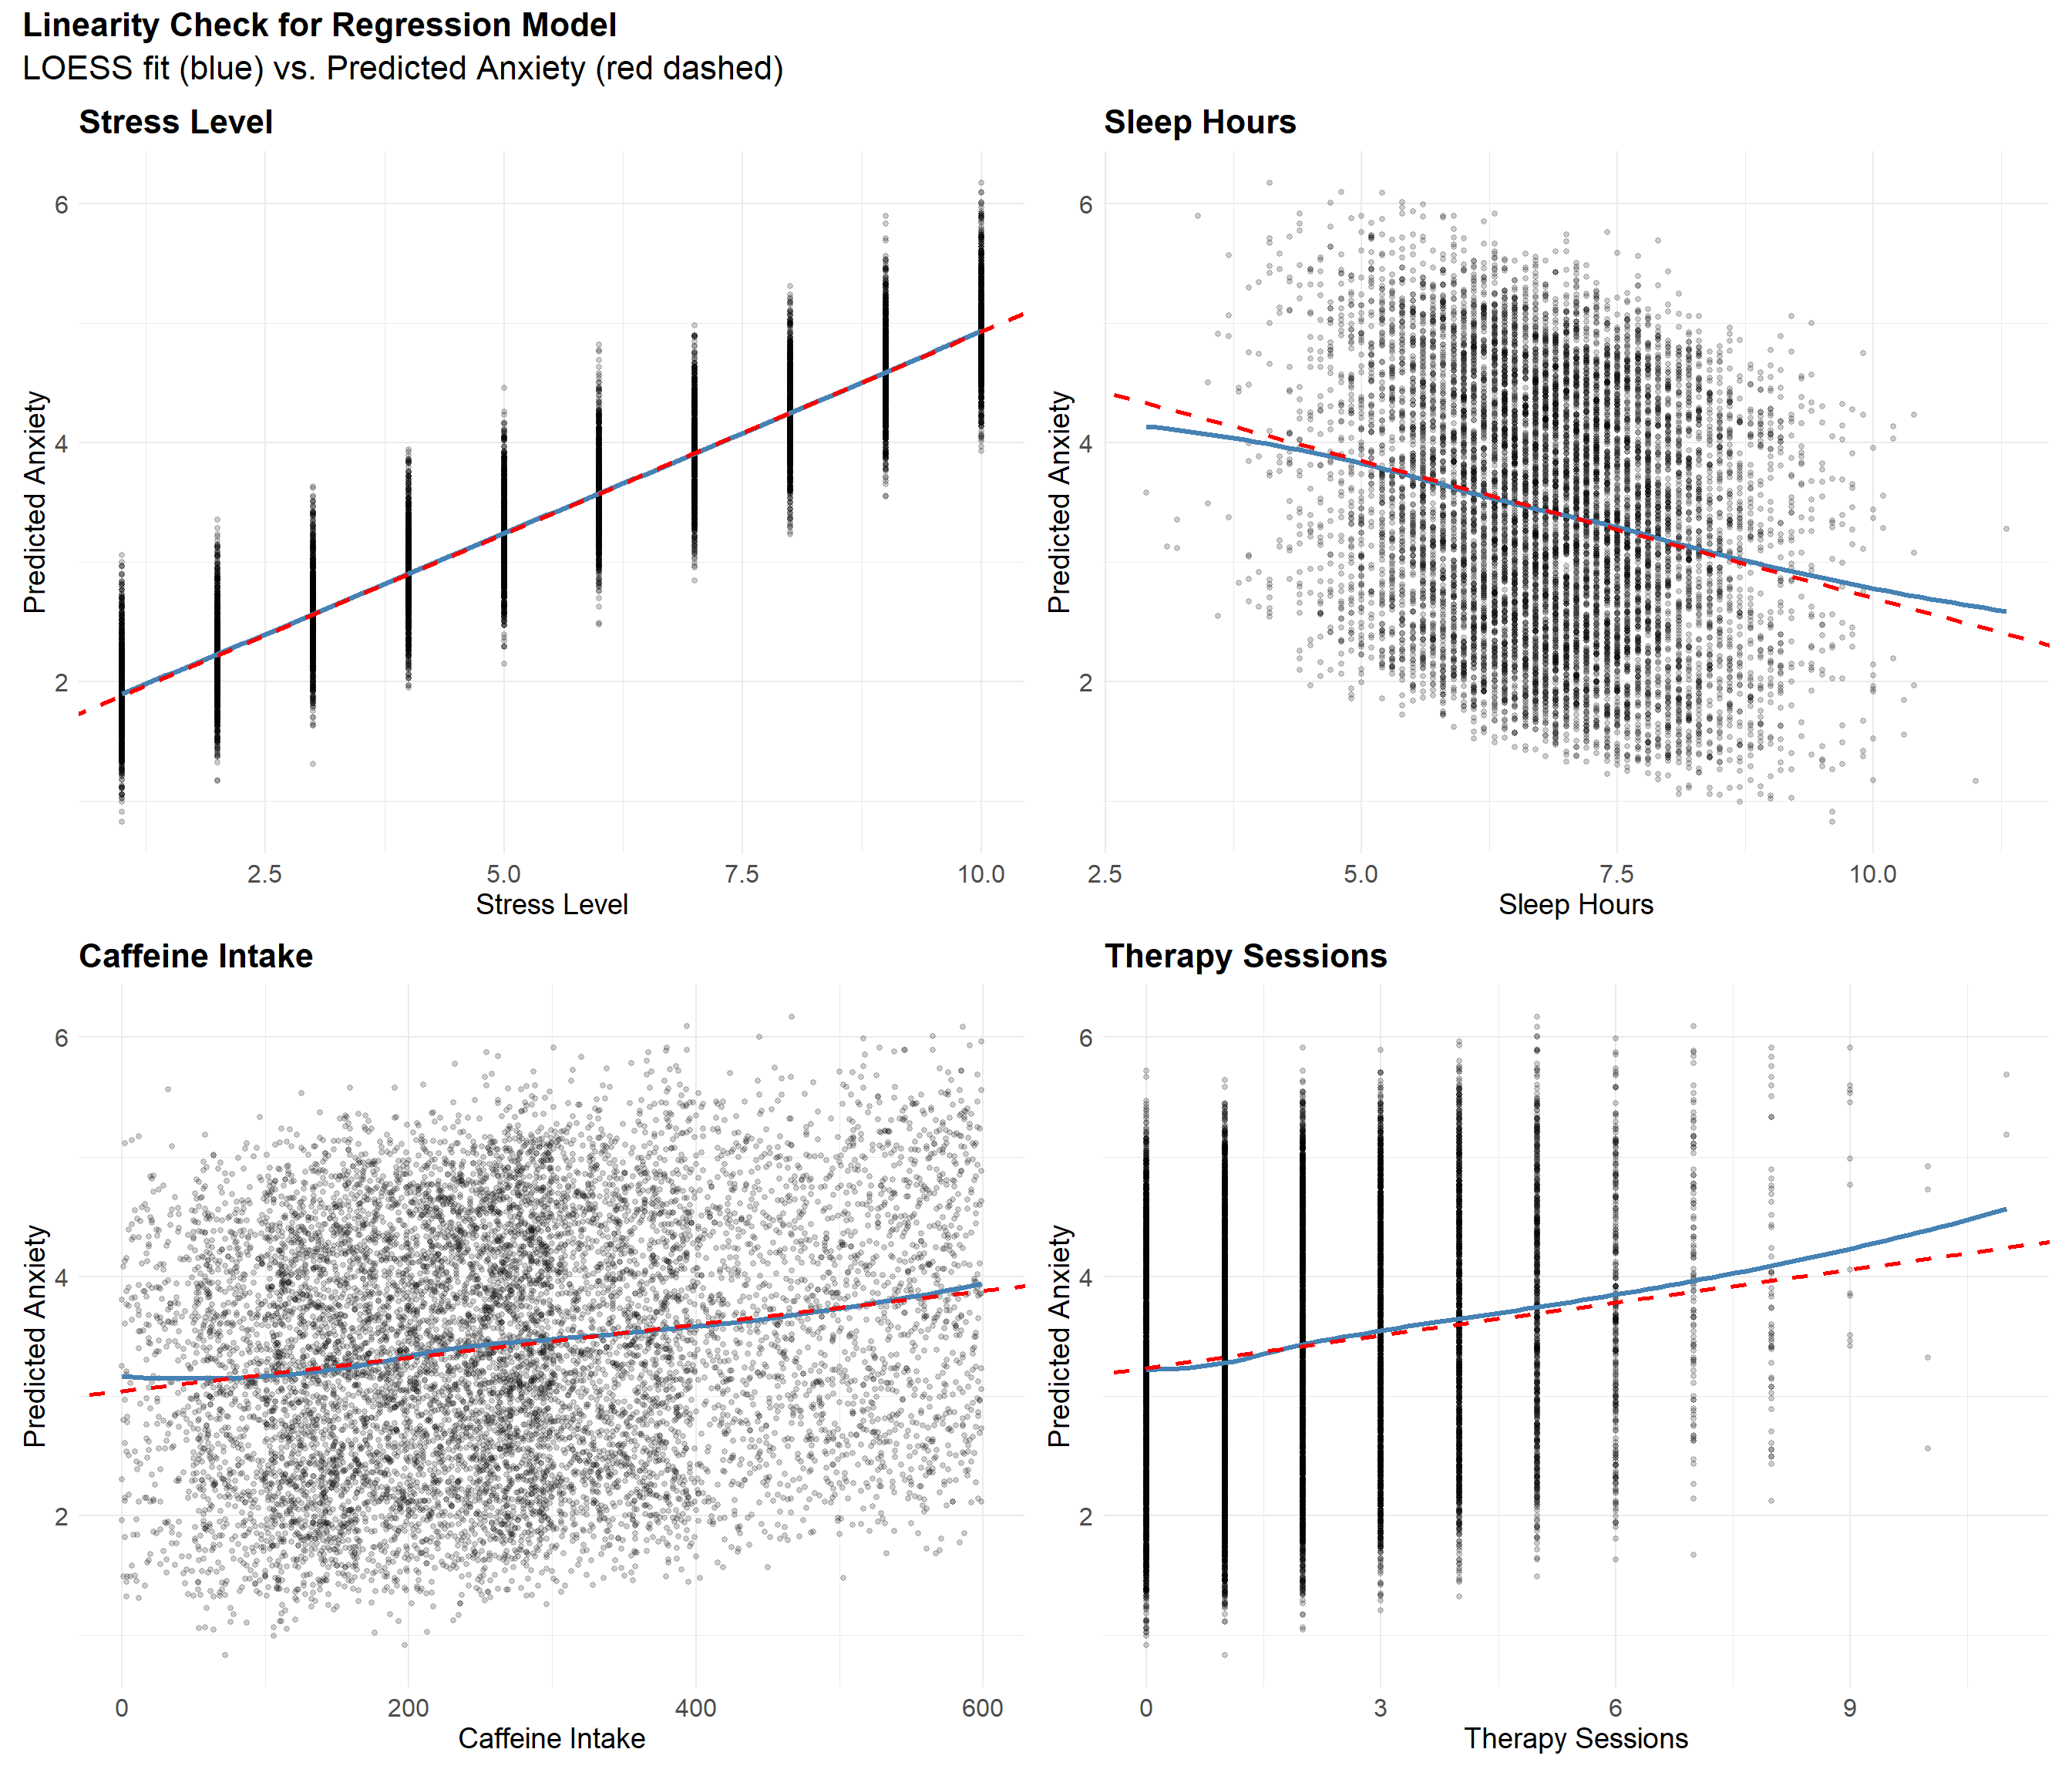 Linearity Check for Regression Model
LOESS fit (blue) vs. Predicted Anxiety (red dashed)
Stress Level
Predicted Anxiety
6
4
2
2.5 5.0 7.5 10.0
Stress Level
Sleep Hours
Predicted Anxiety
6
4
2
2.5 5.0 7.5 10.0
Sleep Hours
Caffeine Intake
Predicted Anxiety
6
4
2
0 200 400 600
Caffeine Intake
Therapy Sessions
Predicted Anxiety
6
4
2
0 3 6 9
Therapy Sessions